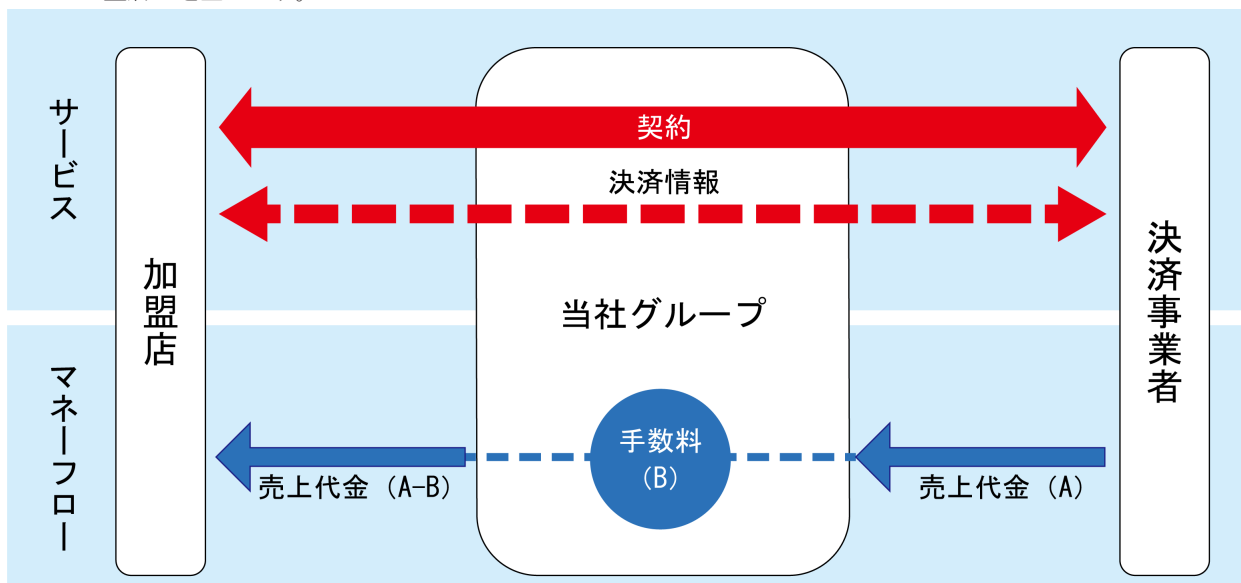 サービス
契約
決済情報
加盟店
当社グループ
決済事業者
マネーフロー
手数料
（B）
売上代金（A-B）
売上代金（A）